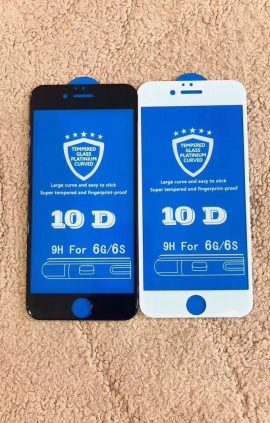 TEMPERED
GLASS
PLATINUM
CURVED
Large curve and easy to stick
Super tempered and fingerprint-proof
10 D
9H For 6G/6S
TEMPERED
GLASS
PLATINUM
CURVED
Large curve and easy to stick
Super tempered and fingerprint-proof
10 D
9H For 6G/6S